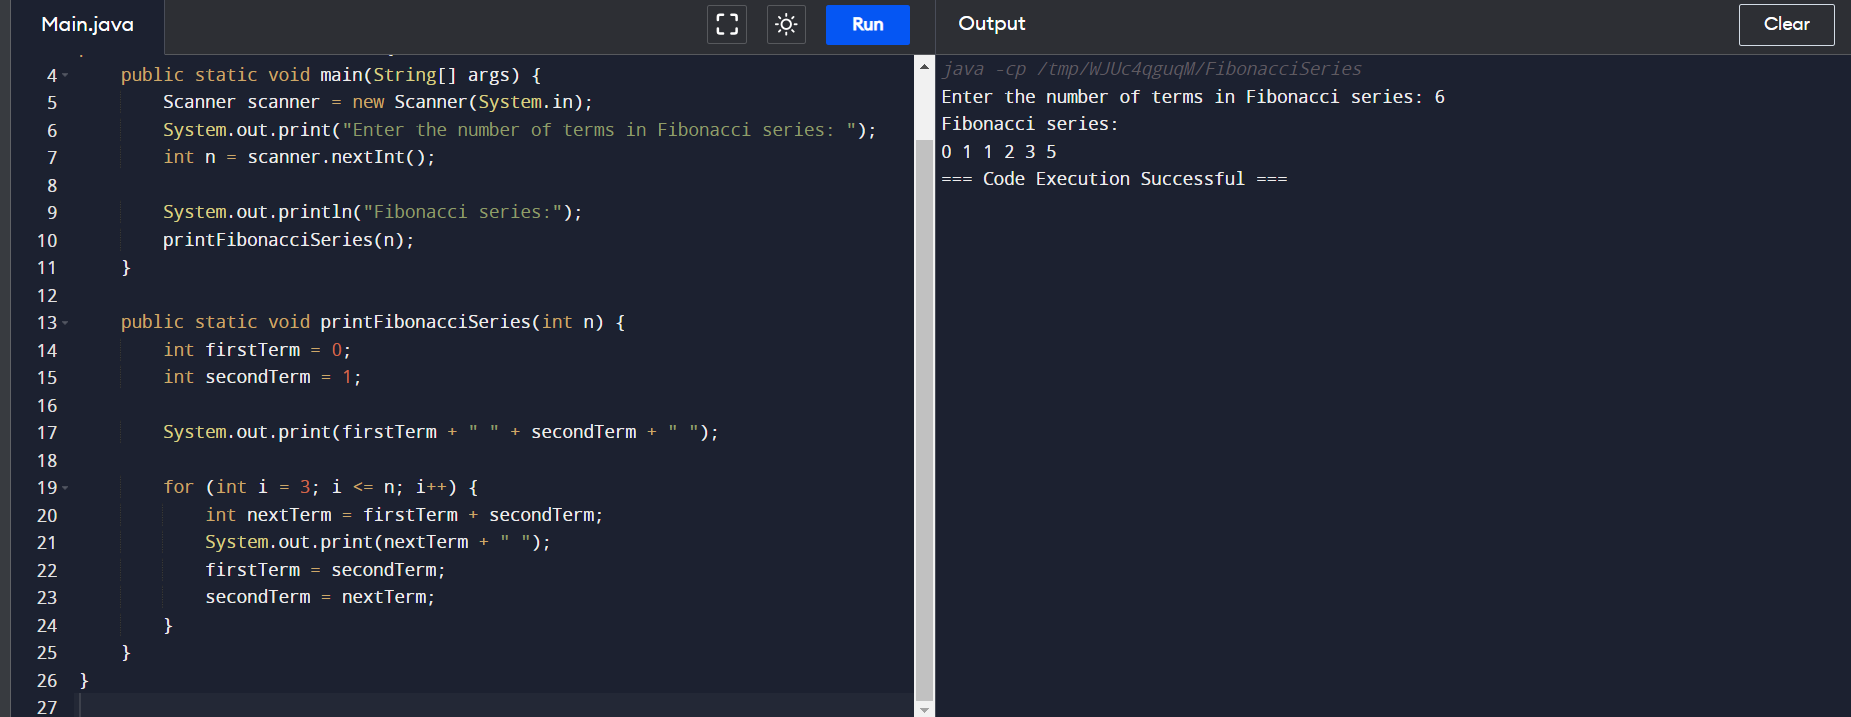 Main.java
Run
Output
Clear
4 public static void main(String[] args) {
5 Scanner scanner = new Scanner(System.in);
6 System.out.print("Enter the number of terms in Fibonacci series: ");
7 int n = scanner.nextInt();
8
9 System.out.println("Fibonacci series:");
10 printFibonacciSeries(n);
11 }
12
13 public static void printFibonacciSeries(int n) {
14 int firstTerm = 0;
15 int secondTerm = 1;
16
17 System.out.print(firstTerm + " " + secondTerm + " ");
18
19 for (int i = 3; i <= n; i++) {
20 int nextTerm = firstTerm + secondTerm;
21 System.out.print(nextTerm + " ");
22 firstTerm = secondTerm;
23 secondTerm = nextTerm;
24 }
25 }
26 }
27
java -cp /tmp/WJUc4qguqM/FibonacciSeries
Enter the number of terms in Fibonacci series: 6
Fibonacci series:
0 1 1 2 3 5
=== Code Execution Successful ===